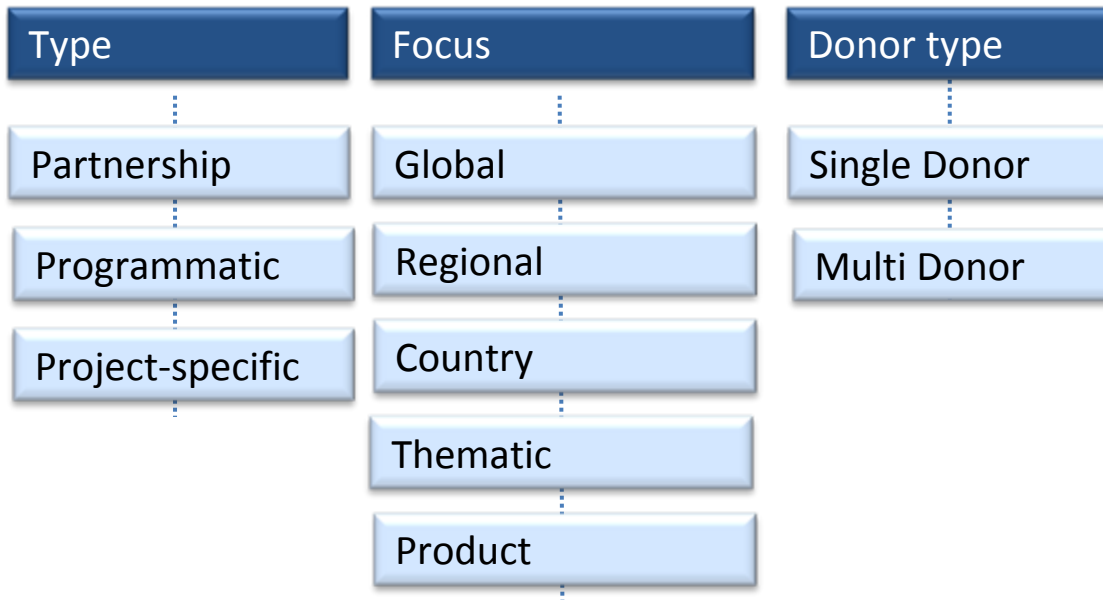 Type
Partnership
Programmatic
Project-specific
Focus
Global
Regional
Country
Thematic
Product
Donor type
Single Donor
Multi Donor